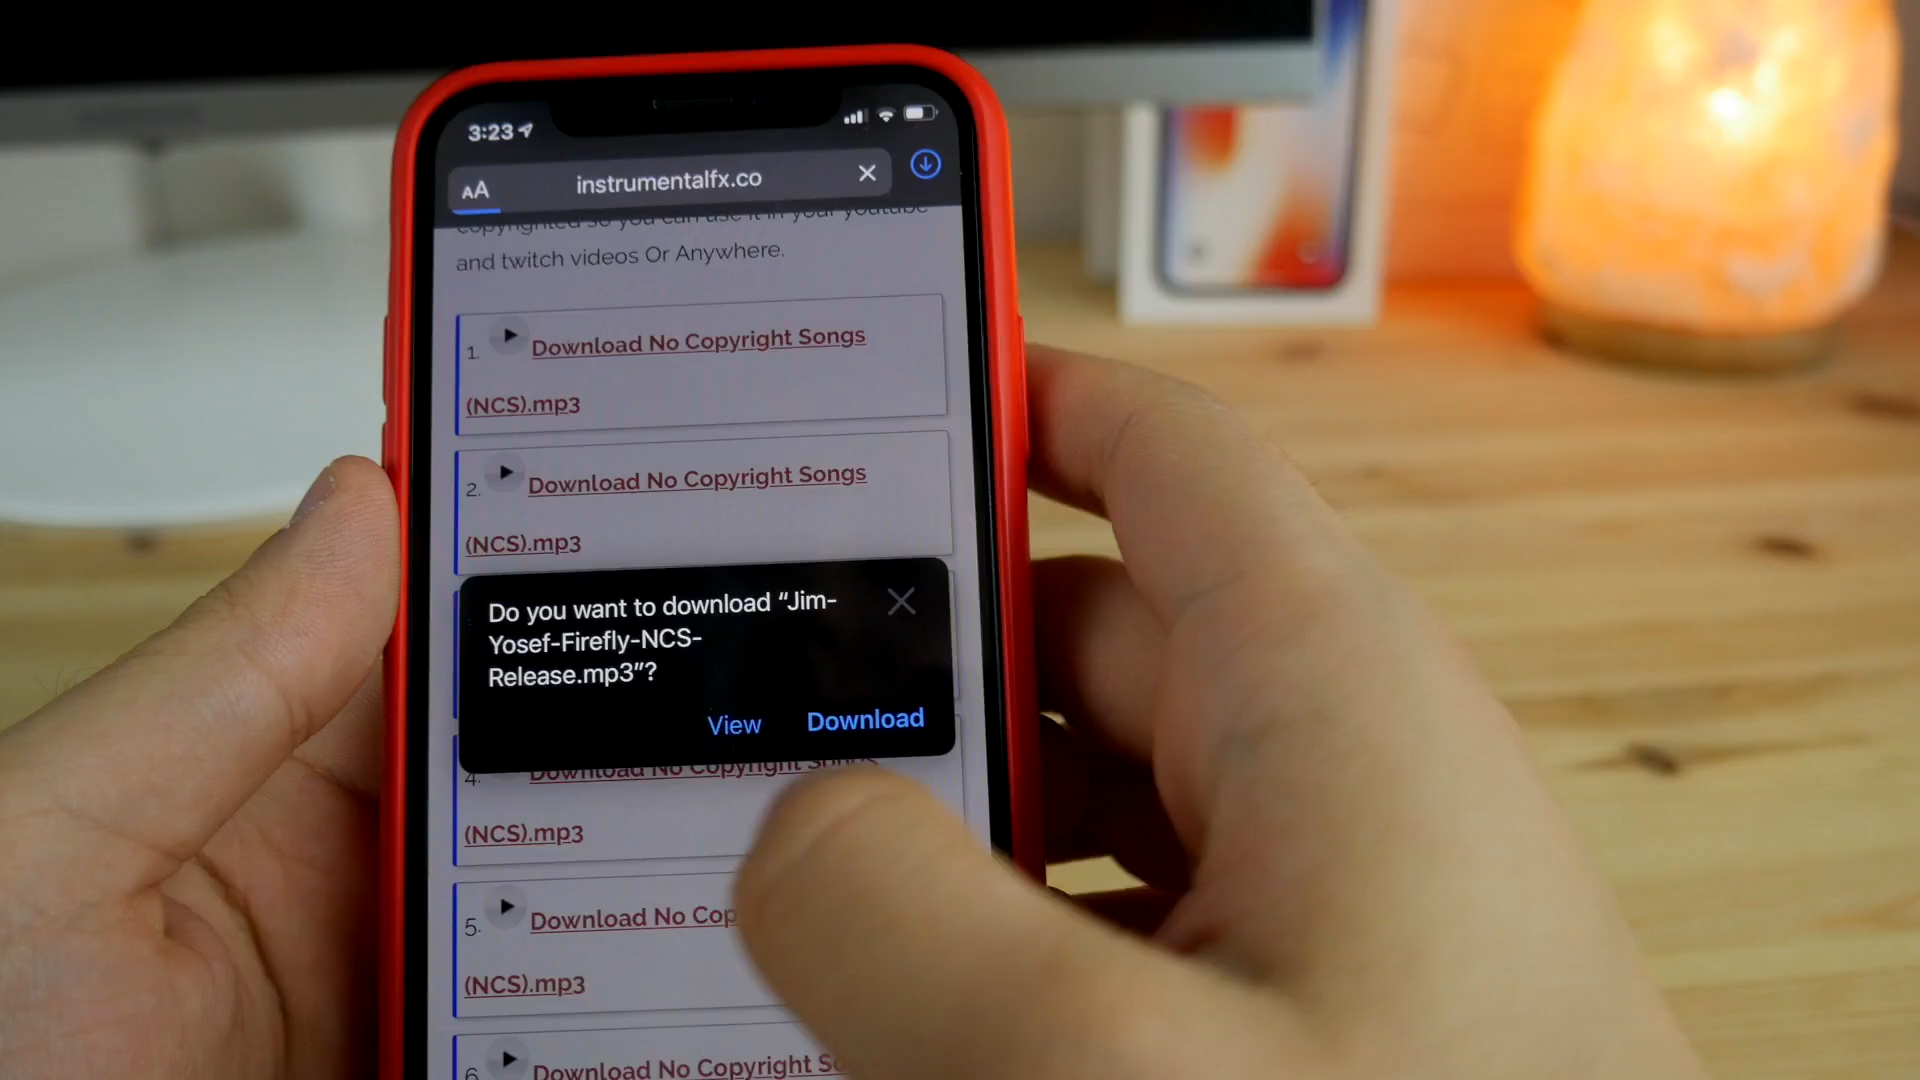 3:23
AA instrumentalfx.co
copyrighted so you can use it in your youtube
and twitch videos Or Anywhere.
1. Download No Copyright Songs
(NCS).mp3
2. Download No Copyright Songs
(NCS).mp3
Do you want to download “Jim-
Yosef-Firefly-NCS-
Release.mp3”?
View Download
4. Download No Copyright Songs
(NCS).mp3
5. Download No Cop
(NCS).mp3
6. Download No Copyright So